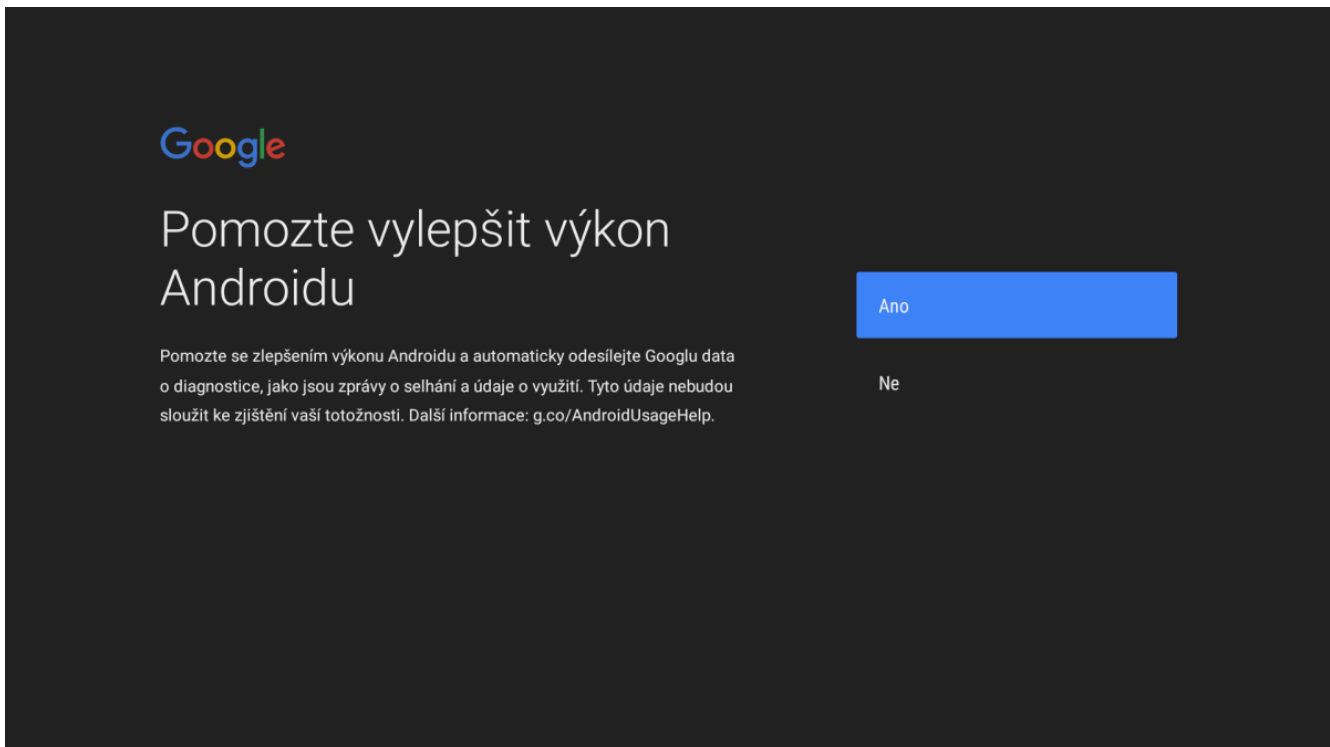 Google
Pomozte vylepšit výkon
Androidu
Pomozte se zlepšením výkonu Androidu a automaticky odesílejte Googlu data
o diagnostice, jako jsou zprávy o selhání a údaje o využití. Tyto údaje nebudou
sloužit ke zjištění vaší totožnosti. Další informace: g.co/AndroidUsageHelp.
Ano
Ne